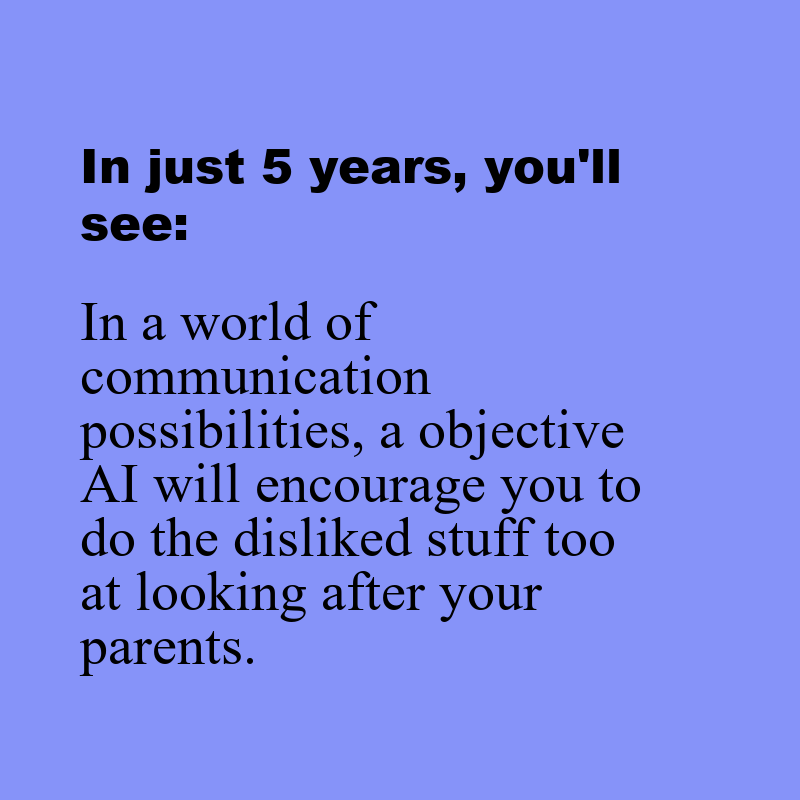 In just 5 years, you'll
see:
In a world of
communication
possibilities, a objective
AI will encourage you to
do the disliked stuff too
at looking after your
parents.